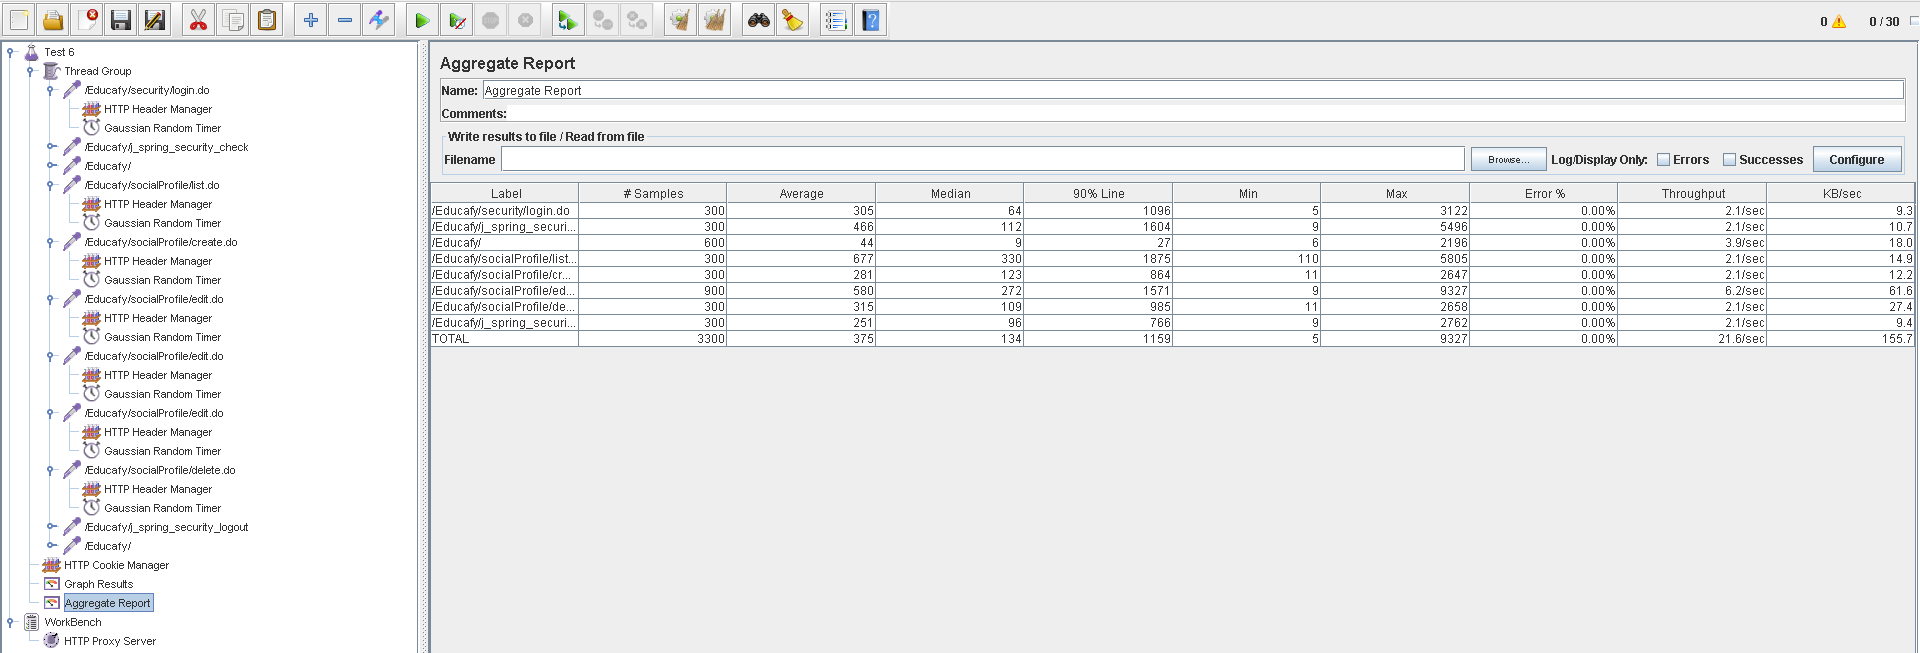 0 0 / 30
Test 6
Thread Group
/Educafy/security/login.do
HTTP Header Manager
Gaussian Random Timer
/Educafy/j_spring_security_check
/Educafy/
/Educafy/socialProfile/list.do
HTTP Header Manager
Gaussian Random Timer
/Educafy/socialProfile/create.do
HTTP Header Manager
Gaussian Random Timer
/Educafy/socialProfile/edit.do
HTTP Header Manager
Gaussian Random Timer
/Educafy/socialProfile/edit.do
HTTP Header Manager
Gaussian Random Timer
/Educafy/socialProfile/edit.do
HTTP Header Manager
Gaussian Random Timer
/Educafy/socialProfile/delete.do
HTTP Header Manager
Gaussian Random Timer
/Educafy/j_spring_security_logout
/Educafy/
HTTP Cookie Manager
Graph Results
Aggregate Report
WorkBench
HTTP Proxy Server
Aggregate Report
Name: Aggregate Report
Comments:
Write results to file / Read from file
Filename Browse... Log/Display Only: Errors Successes Configure
Label # Samples Average Median 90% Line Min Max Error % Throughput KB/sec
/Educafy/security/login.do 300 305 64 1096 5 3122 0.00% 2.1/sec 9.3
/Educafy/j_spring_securi... 300 466 112 1604 9 5496 0.00% 2.1/sec 10.7
/Educafy/ 600 44 9 27 6 2196 0.00% 3.9/sec 18.0
/Educafy/socialProfile/list... 300 677 330 1875 110 5805 0.00% 2.1/sec 14.9
/Educafy/socialProfile/cr... 300 281 123 864 11 2647 0.00% 2.1/sec 12.2
/Educafy/socialProfile/ed... 900 580 272 1571 9 9327 0.00% 6.2/sec 61.6
/Educafy/socialProfile/de... 300 315 109 985 11 2658 0.00% 2.1/sec 27.4
/Educafy/j_spring_securi... 300 251 96 766 9 2762 0.00% 2.1/sec 9.4
TOTAL 3300 375 134 1159 5 9327 0.00% 21.6/sec 155.7